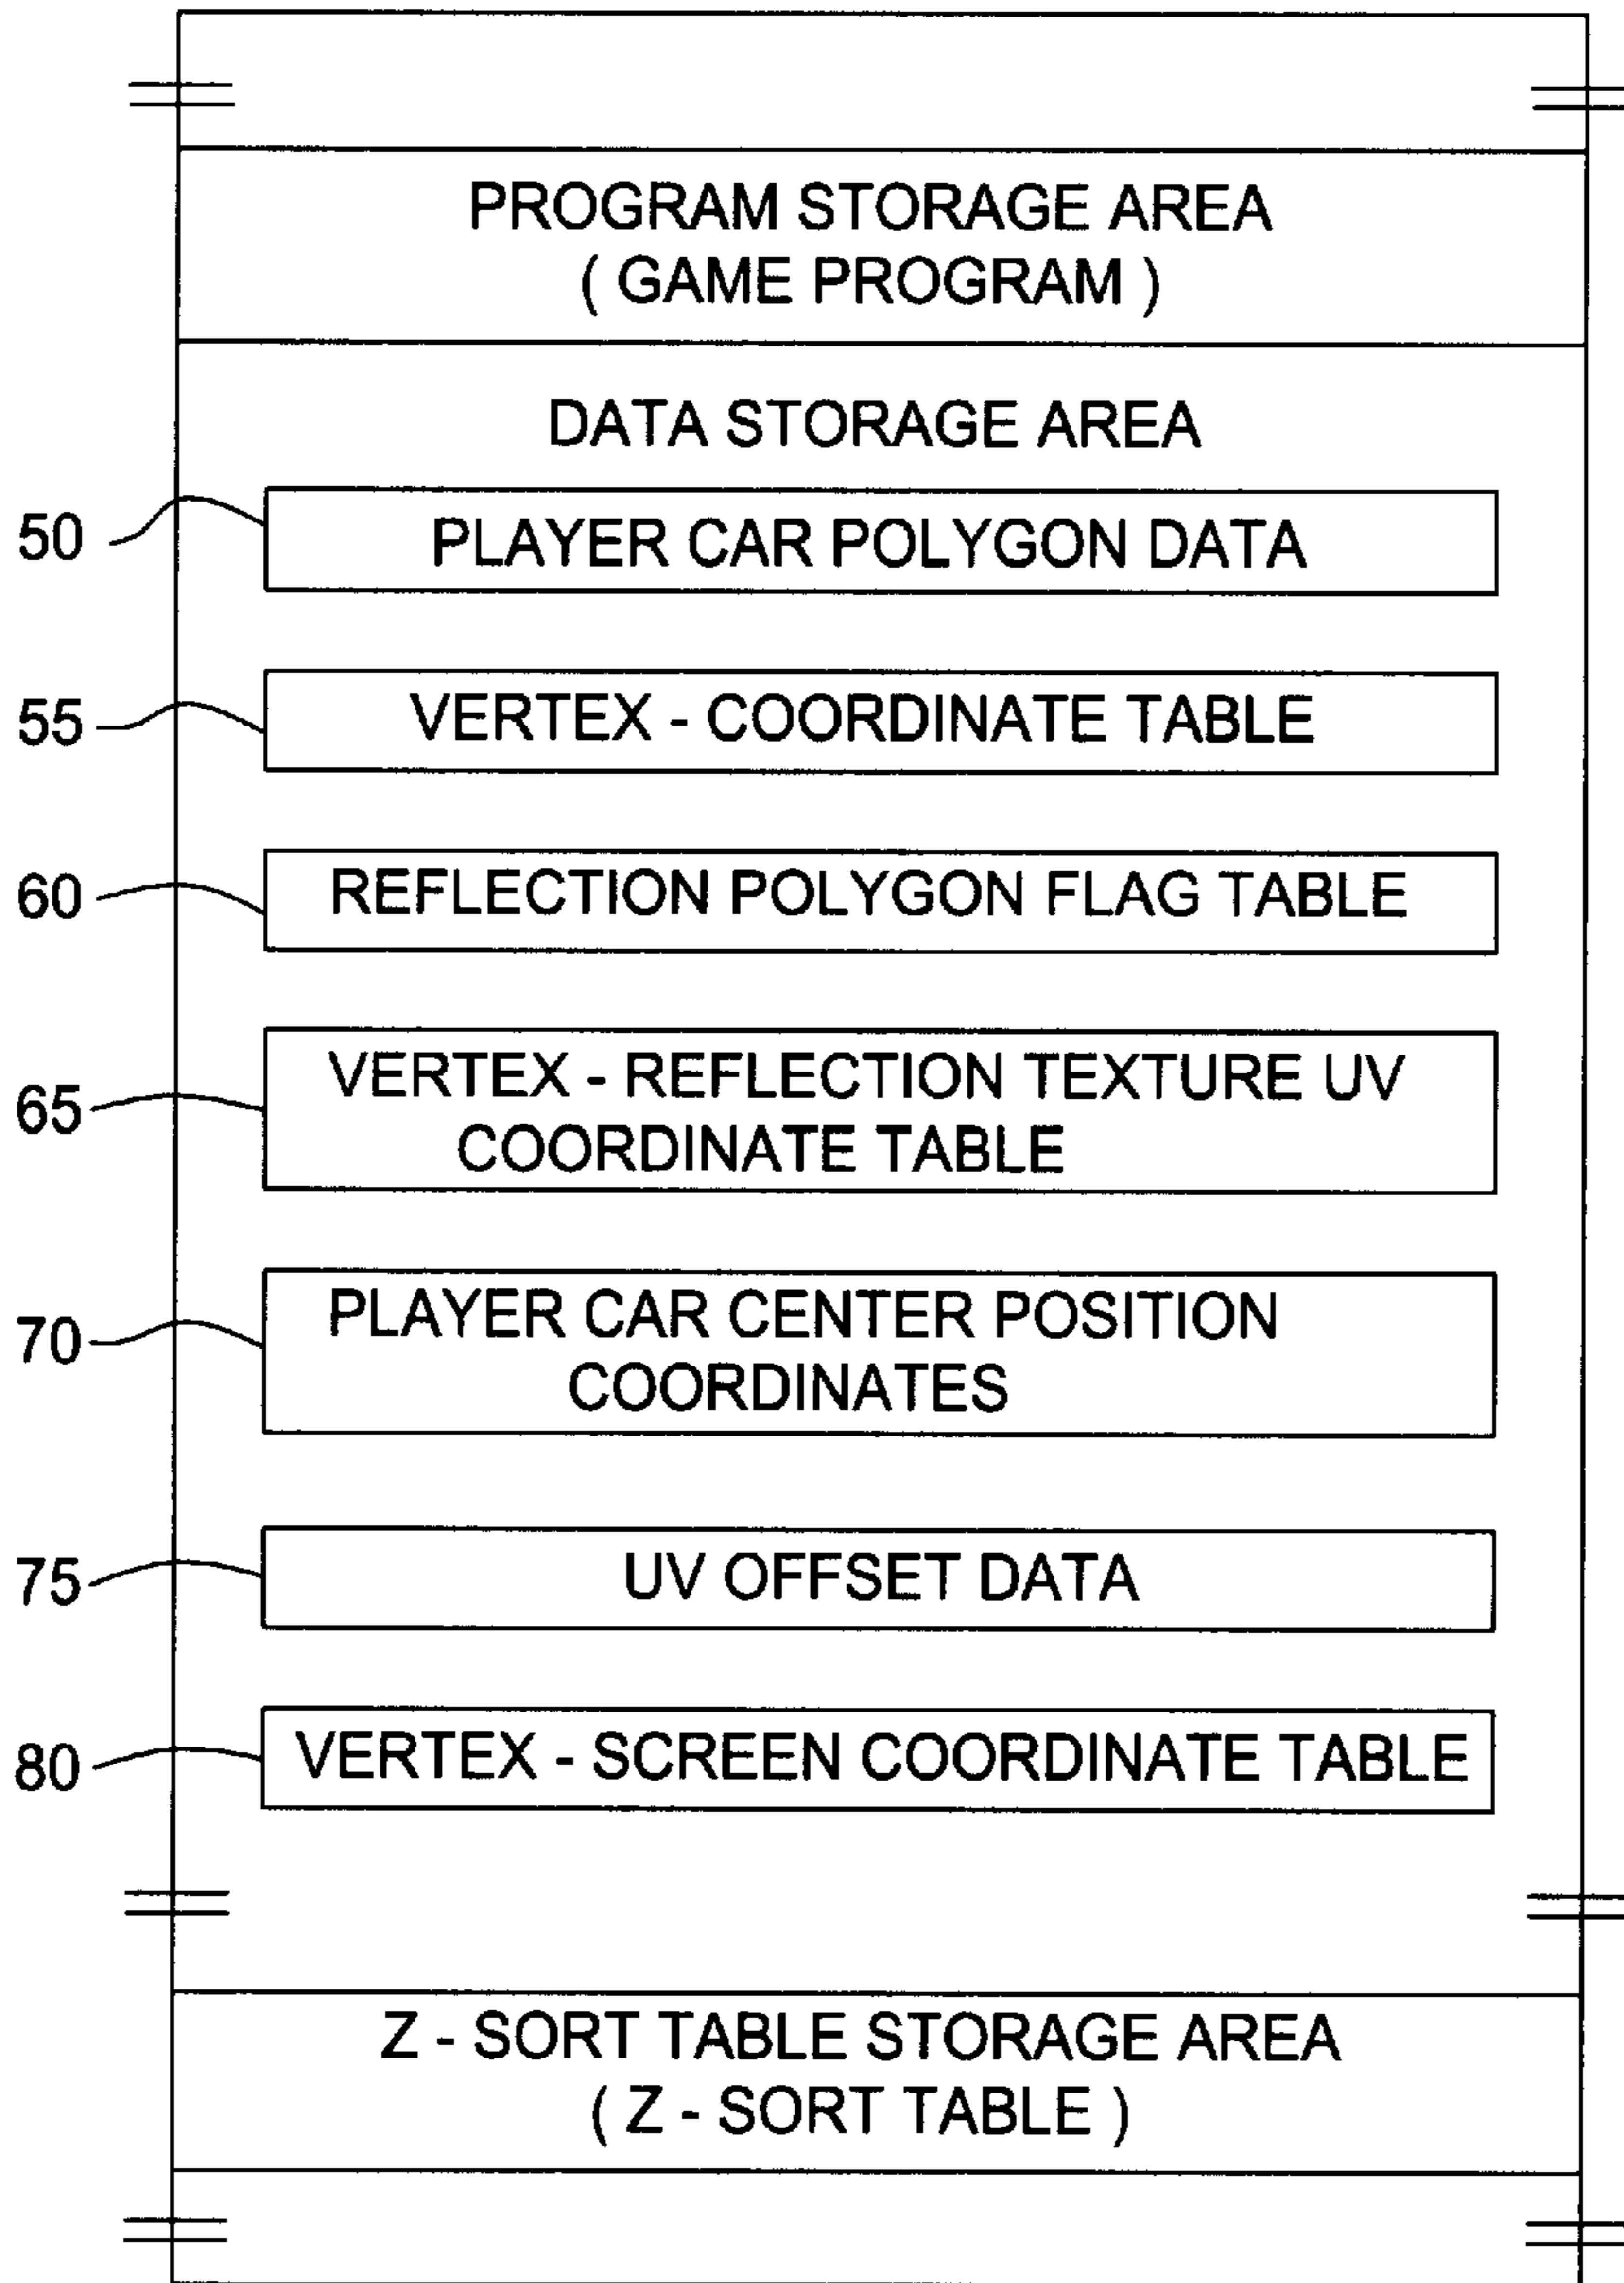 PROGRAM STORAGE AREA
( GAME PROGRAM )
DATA STORAGE AREA
50
PLAYER CAR POLYGON DATA
55
VERTEX - COORDINATE TABLE
60
REFLECTION POLYGON FLAG TABLE
65
VERTEX - REFLECTION TEXTURE UV
COORDINATE TABLE
70
PLAYER CAR CENTER POSITION
COORDINATES
75
UV OFFSET DATA
80
VERTEX - SCREEN COORDINATE TABLE
Z - SORT TABLE STORAGE AREA
( Z - SORT TABLE )